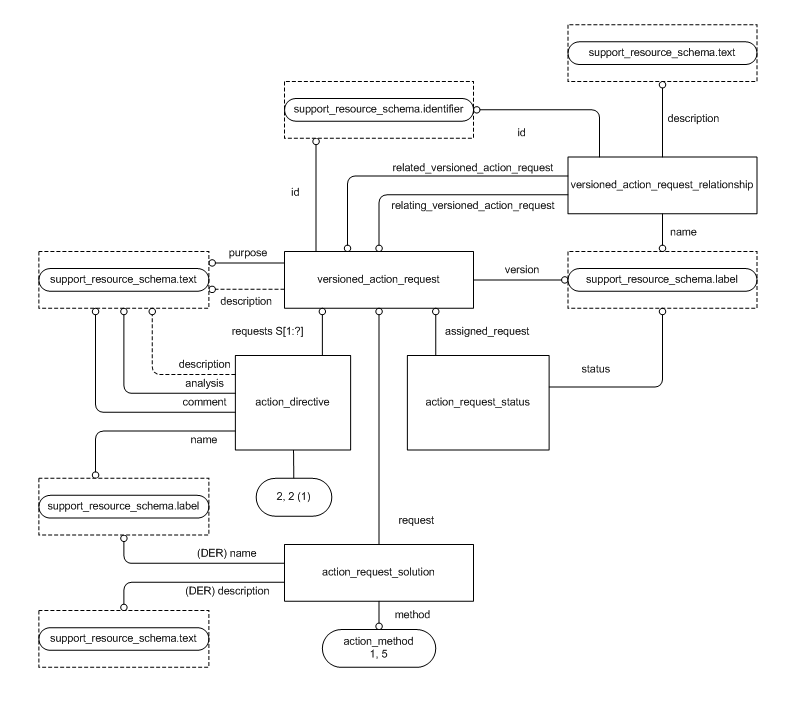 support_resource_schema.text
support_resource_schema.identifier
id
description
related_versioned_action_request
versioned_action_request_relationship
id
relating_versioned_action_request
name
purpose
support_resource_schema.text
versioned_action_request
version
support_resource_schema.label
description
requests S[1:?]
assigned_request
description
status
analysis
comment
action_directive
action_request_status
name
2, 2 (1)
support_resource_schema.label
request
(DER) name
action_request_solution
(DER) description
method
support_resource_schema.text
action_method
1, 5